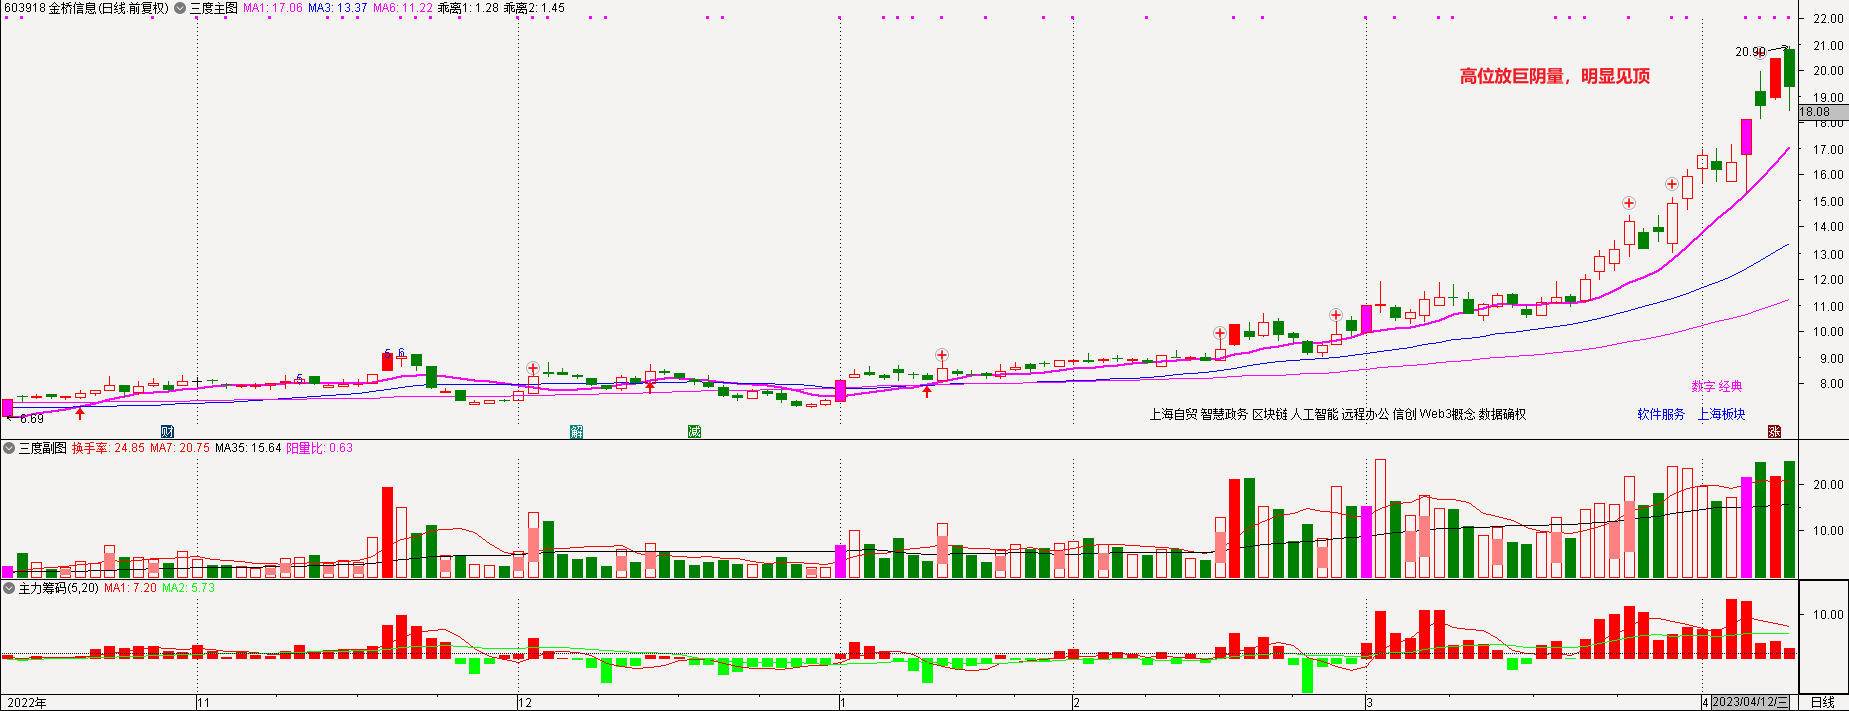 603918 金桥信息(日线.前复权) 三度主图 MA1: 17.06 MA3: 13.37 MA6: 11.22 乖离1: 1.28 乖离2: 1.45
22.00
21.00
20.90
高位放巨阴量，明显见顶
20.00
19.00
18.08
18.00
17.00
16.00
15.00
14.00
13.00
12.00
11.00
10.00
9.00
8.00
5 6
5
数字 经典
上海自贸 智慧政务 区块链 人工智能 远程办公 信创 Web3概念 数据确权
软件服务 上海板块
6.69
财 解 减 涨
三度副图 换手率: 24.85 MA7: 20.75 MA35: 15.64 阳量比: 0.63
20.00
10.00
主力筹码(5,20) MA1: 7.20 MA2: 5.73
10.00
2022年 11 12 1 2 3 4 2023/04/12/三 日线